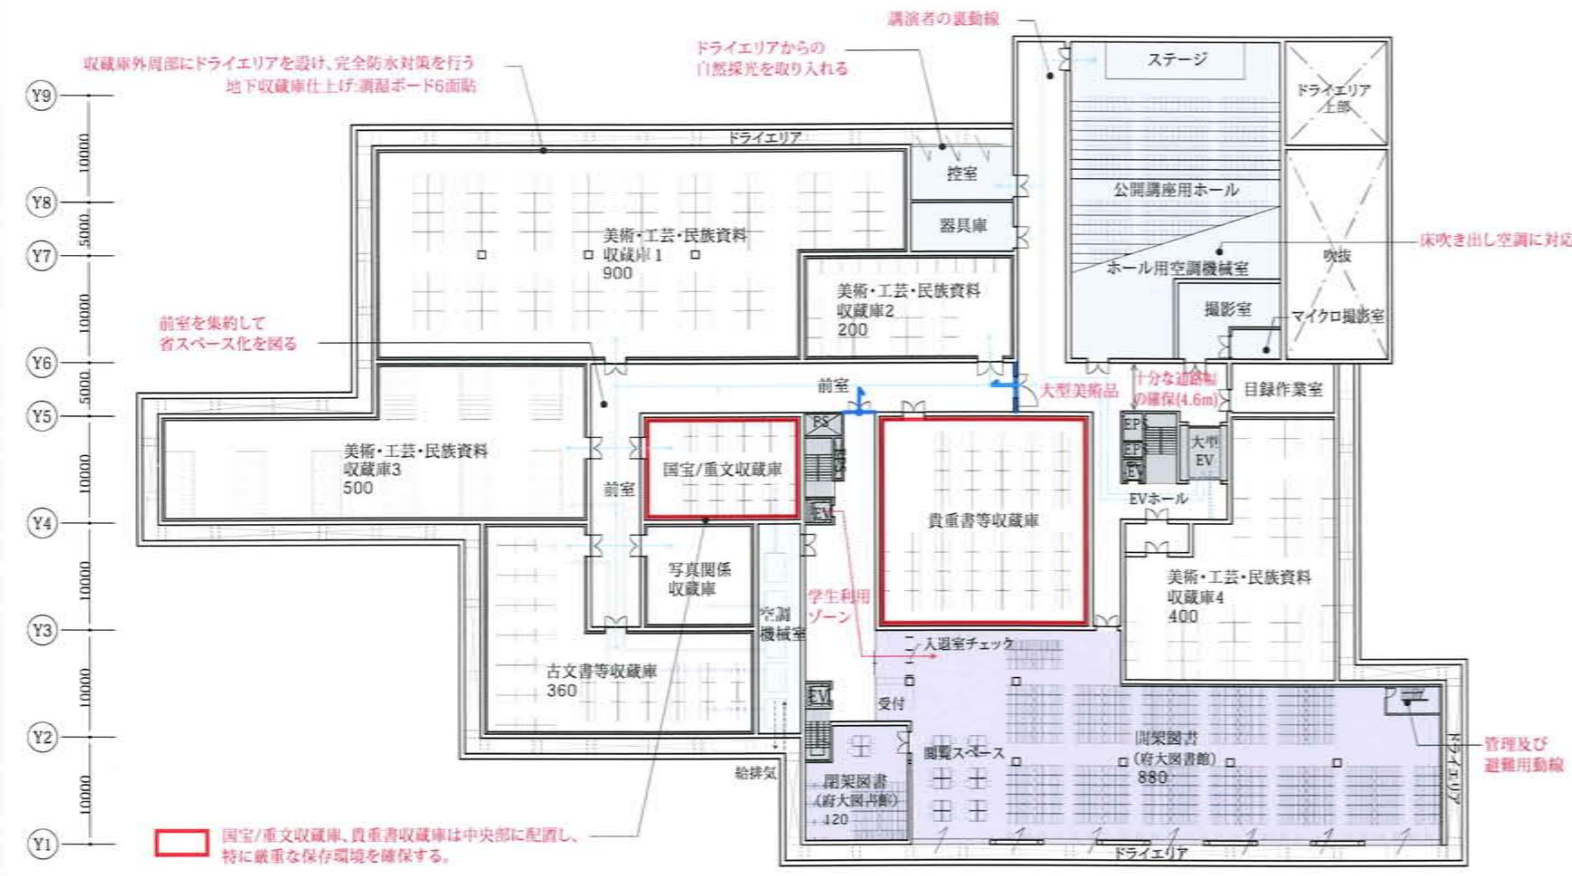 講演者の裏動線
収蔵庫外周部にドライエリアを設け、完全防水対策を行う
地下収蔵庫仕上げ:調湿ボード6面貼
ドライエリアからの
自然採光を取り入れる
ステージ
ドライエリア
上部
Y9
10000
ドライエリア
控室
公開講座用ホール
Y8
5000
器具庫
美術・工芸・民族資料
収蔵庫1
900
床吹き出し空調に対応
Y7
吹抜
ホール用空調機械室
10000
美術・工芸・民族資料
収蔵庫2
200
撮影室
マイクロ撮影室
前室を集約して
省スペース化を図る
Y6
5000
前室
大型美術品
十分な通路幅
の確保(4.6m)
目録作業室
Y5
PS
EPS
EPS
EPS
EV
大型
EV
10000
美術・工芸・民族資料
収蔵庫3
500
国宝/重文収蔵庫
前室
EVホール
Y4
EV
貴重書等収蔵庫
10000
写真関係
収蔵庫
美術・工芸・民族資料
収蔵庫4
400
学生利用
ゾーン
空調
機械室
Y3
入退室チェック
10000
古文書等収蔵庫
360
EV
受付
Y2
開架図書
(府大図書館)
880
閲覧スペース
管理及び
避難用動線
ドライエリア
給排気
閉架図書
(府大図書館)
420
10000
国宝/重文収蔵庫、貴重書収蔵庫は中央部に配置し、
特に厳重な保存環境を確保する。
Y1
ドライエリア